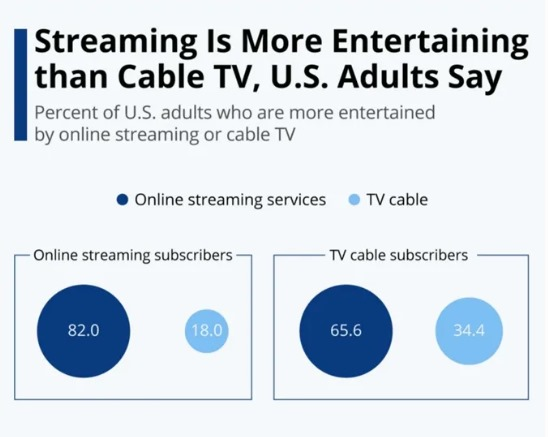 Streaming Is More Entertaining
than Cable TV, U.S. Adults Say
Percent of U.S. adults who are more entertained
by online streaming or cable TV
Online streaming services TV cable
Online streaming subscribers
82.0 18.0
TV cable subscribers
65.6 34.4